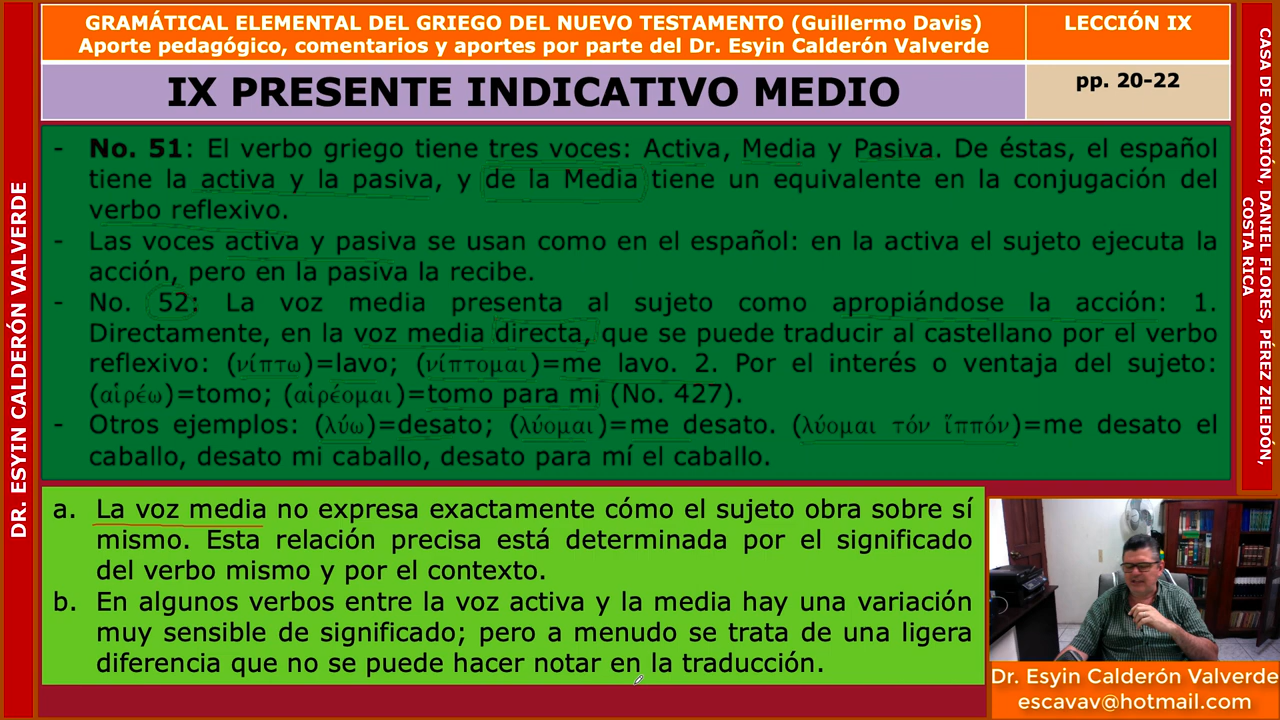 GRAMÁTICAL ELEMENTAL DEL GRIEGO DEL NUEVO TESTAMENTO (Guillermo Davis)
Aporte pedagógico, comentarios y aportes por parte del Dr. Esyin Calderón Valverde
LECCIÓN IX
IX PRESENTE INDICATIVO MEDIO
pp. 20-22
- No. 51: El verbo griego tiene tres voces: Activa, Media y Pasiva. De éstas, el español
tiene la activa y la pasiva, y de la Media tiene un equivalente en la conjugación del
verbo reflexivo.
- Las voces activa y pasiva se usan como en el español: en la activa el sujeto ejecuta la
acción, pero en la pasiva la recibe.
- No. 52: La voz media presenta al sujeto como apropiándose la acción: 1.
Directamente, en la voz media directa, que se puede traducir al castellano por el verbo
reflexivo: (νίπτω)=lavo; (νίπτομαι)=me lavo. 2. Por el interés o ventaja del sujeto:
(αἱρέω)=tomo; (αἱρέομαι)=tomo para mi (No. 427).
- Otros ejemplos: (λύω)=desato; (λύομαι)=me desato. (λύομαι τόν ἵππόν)=me desato el
caballo, desato mi caballo, desato para mí el caballo.
a. La voz media no expresa exactamente cómo el sujeto obra sobre sí
mismo. Esta relación precisa está determinada por el significado
del verbo mismo y por el contexto.
b. En algunos verbos entre la voz activa y la media hay una variación
muy sensible de significado; pero a menudo se trata de una ligera
diferencia que no se puede hacer notar en la traducción.
DR. ESYIN CALDERÓN VALVERDE
CASA DE ORACIÓN, DANIEL FLORES, PÉREZ ZELEDÓN,
COSTA RICA
Dr. Esyin Calderón Valverde
escavav@hotmail.com